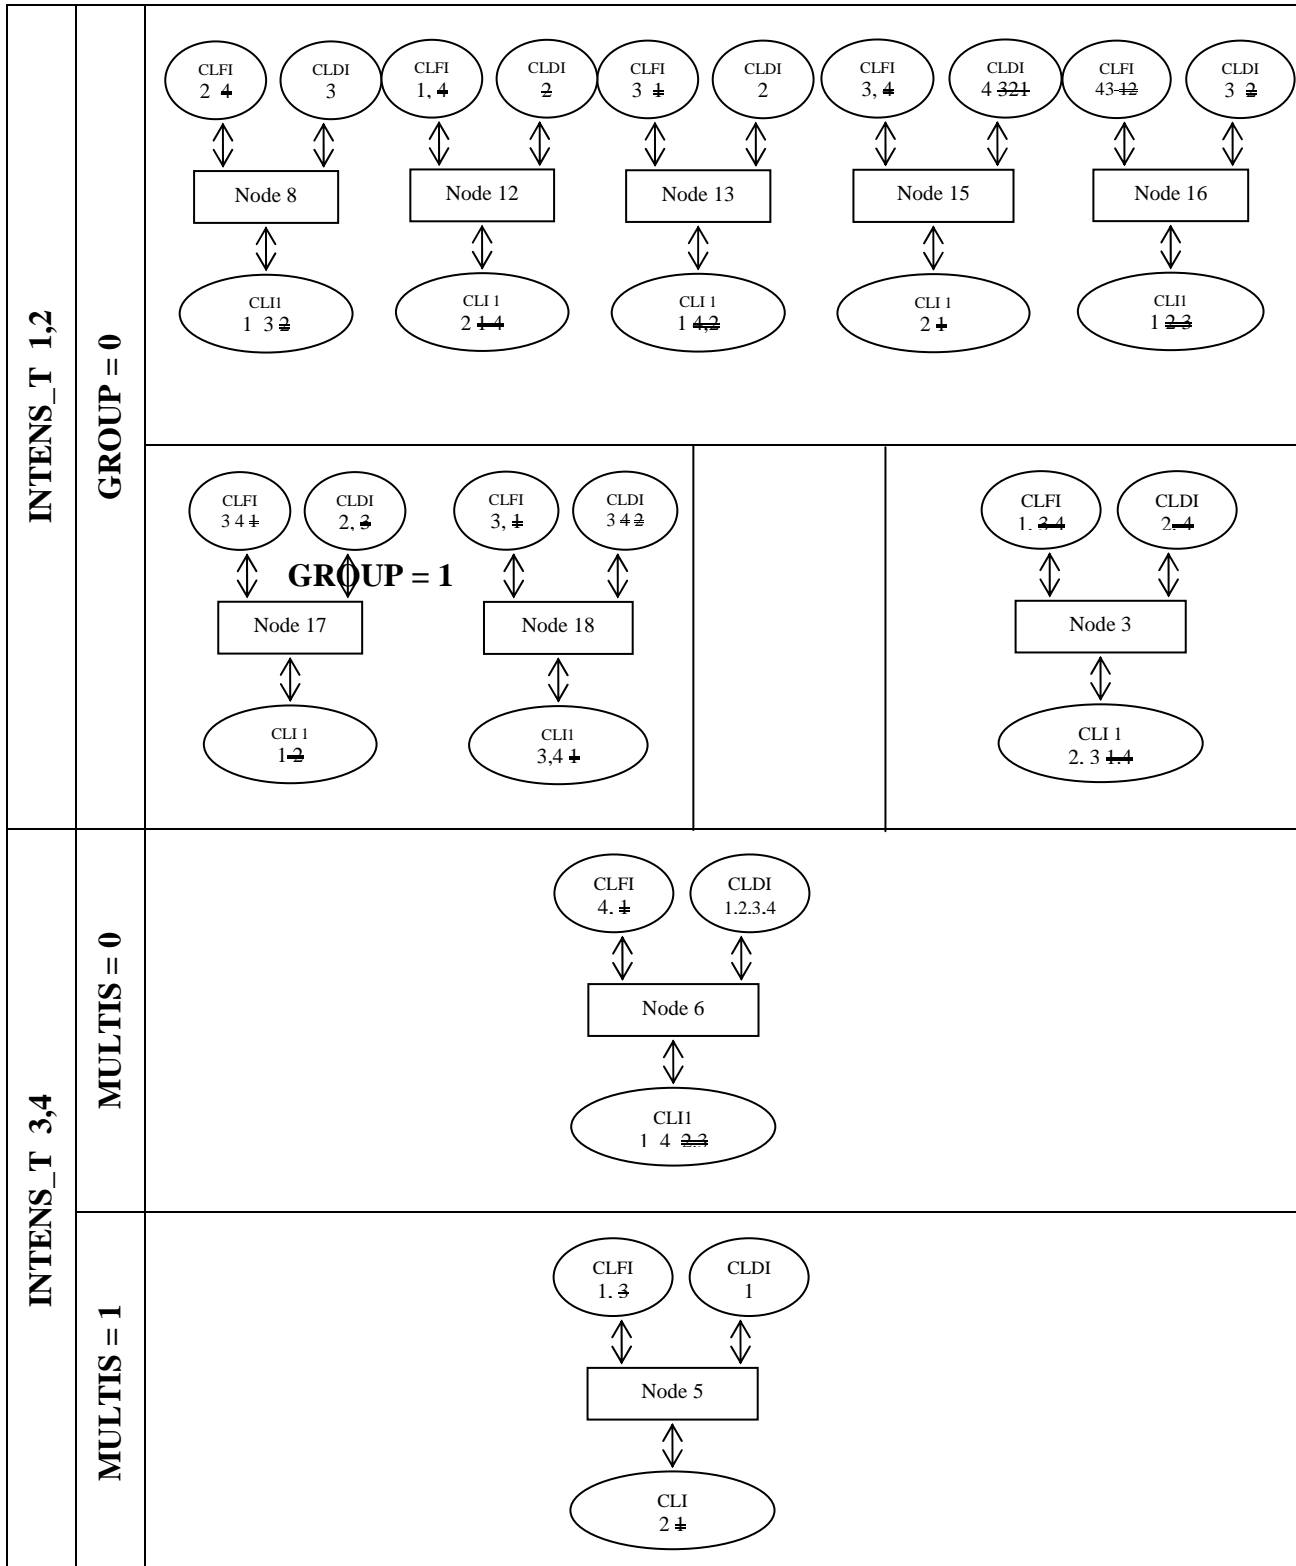 INTENS_T 1,2
GROUP = 0
CLFI
2 4
CLDI
3
CLFI
1, 4
CLDI
2
CLFI
3 1
CLDI
2
CLFI
3, 4
CLDI
4 321
CLFI
43 12
CLDI
3 2
Node 8
Node 12
Node 13
Node 15
Node 16
CLI1
1 3 2
CLI 1
2 1 4
CLI 1
1 4,2
CLI 1
2 1
CLI1
1 2 3
CLFI
3 4 1
CLDI
2, 3
CLFI
3, 1
CLDI
3 4 2
CLFI
1, 3 4
CLDI
2, 4
GROUP = 1
Node 17
Node 18
Node 3
CLI 1
1 2
CLI1
3,4 1
CLI 1
2, 3 1,4
INTENS_T 3,4
MULTIS = 0
CLFI
4, 1
CLDI
1,2,3,4
Node 6
CLI1
1 4 2,3
MULTIS = 1
CLFI
1, 3
CLDI
1
Node 5
CLI
2 1